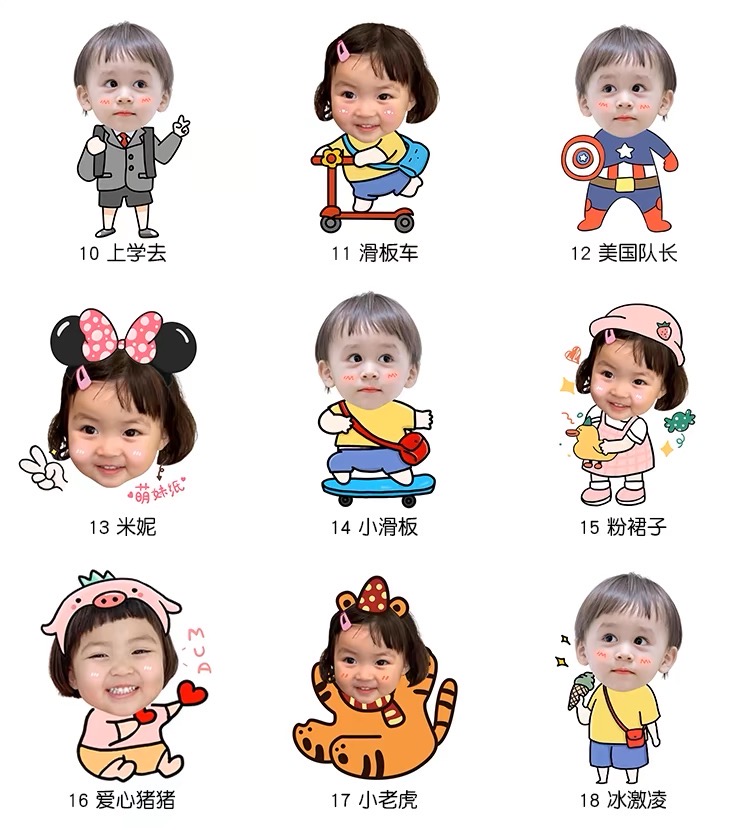 10 上学去
11 滑板车
12 美国队长
萌妹纸
13 米妮
14 小滑板
15 粉裙子
MUA
16 爱心猪猪
17 小老虎
18 冰激凌